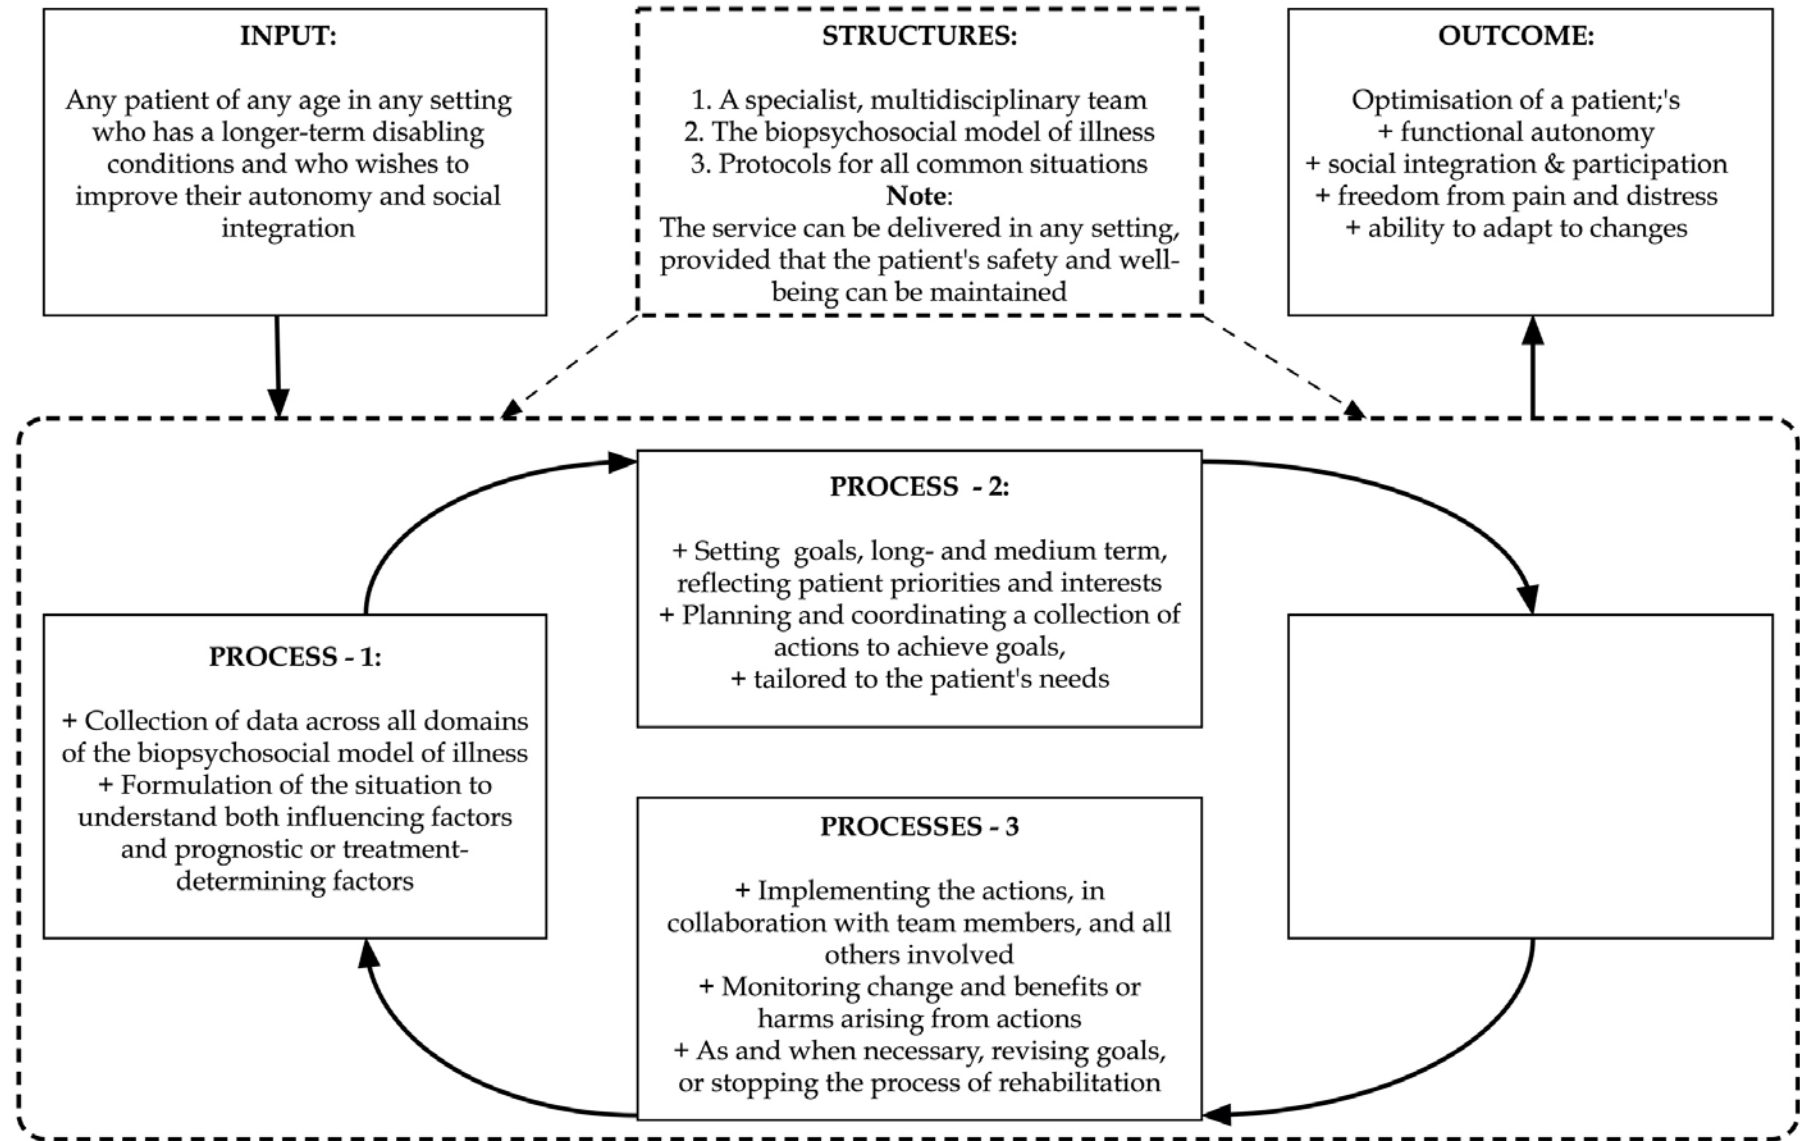 INPUT:
Any patient of any age in any setting
who has a longer-term disabling
conditions and who wishes to
improve their autonomy and social
integration
STRUCTURES:
1. A specialist, multidisciplinary team
2. The biopsychosocial model of illness
3. Protocols for all common situations
Note:
The service can be delivered in any setting,
provided that the patient's safety and well-
being can be maintained
OUTCOME:
Optimisation of a patient;'s
+ functional autonomy
+ social integration & participation
+ freedom from pain and distress
+ ability to adapt to changes
PROCESS - 1:
+ Collection of data across all domains
of the biopsychosocial model of illness
+ Formulation of the situation to
understand both influencing factors
and prognostic or treatment-
determining factors
PROCESS - 2:
+ Setting goals, long- and medium term,
reflecting patient priorities and interests
+ Planning and coordinating a collection of
actions to achieve goals,
+ tailored to the patient's needs
PROCESSES - 3
+ Implementing the actions, in
collaboration with team members, and all
others involved
+ Monitoring change and benefits or
harms arising from actions
+ As and when necessary, revising goals,
or stopping the process of rehabilitation